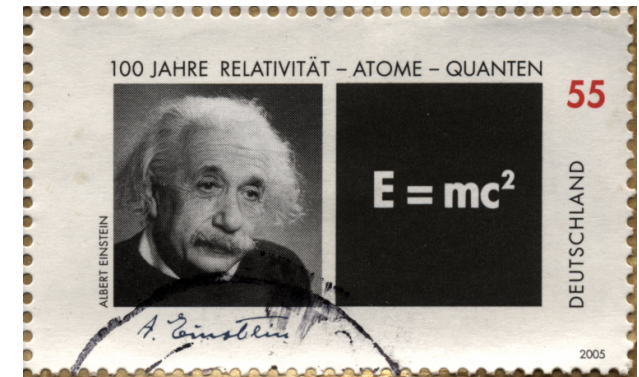 100 JAHRE RELATIVITÄT – ATOME – QUANTEN
55
E = mc²
ALBERT EINSTEIN
DEUTSCHLAND
A. Einstein
2005